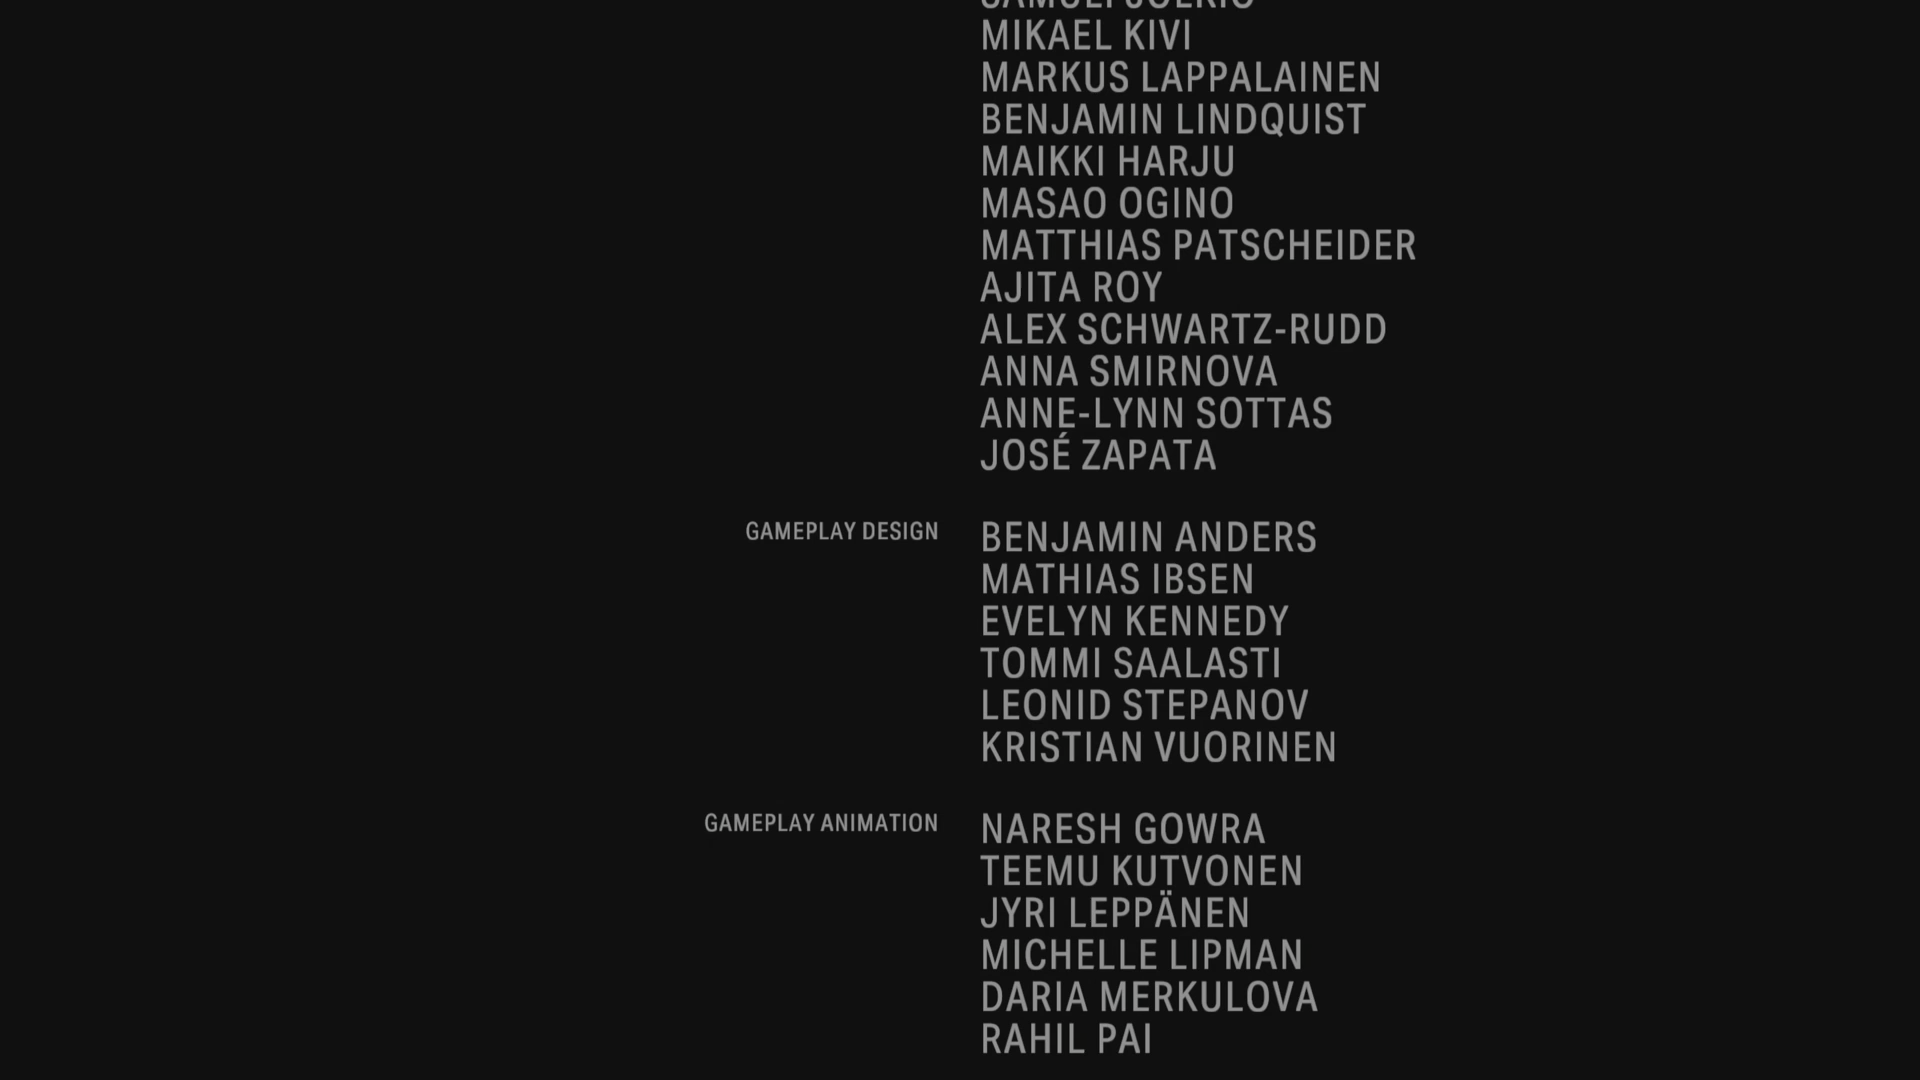 MIKAEL KIVI
MARKUS LAPPALAINEN
BENJAMIN LINDQUIST
MAIKKI HARJU
MASAO OGINO
MATTHIAS PATSCHEIDER
AJITA ROY
ALEX SCHWARTZ-RUDD
ANNA SMIRNOVA
ANNE-LYNN SOTTAS
JOSÉ ZAPATA
GAMEPLAY DESIGN BENJAMIN ANDERS
MATHIAS IBSEN
EVELYN KENNEDY
TOMMI SAALASTI
LEONID STEPANOV
KRISTIAN VUORINEN
GAMEPLAY ANIMATION NARESH GOWRA
TEEMU KUTVONEN
JYRI LEPPÄNEN
MICHELLE LIPMAN
DARIA MERKULOVA
RAHIL PAI